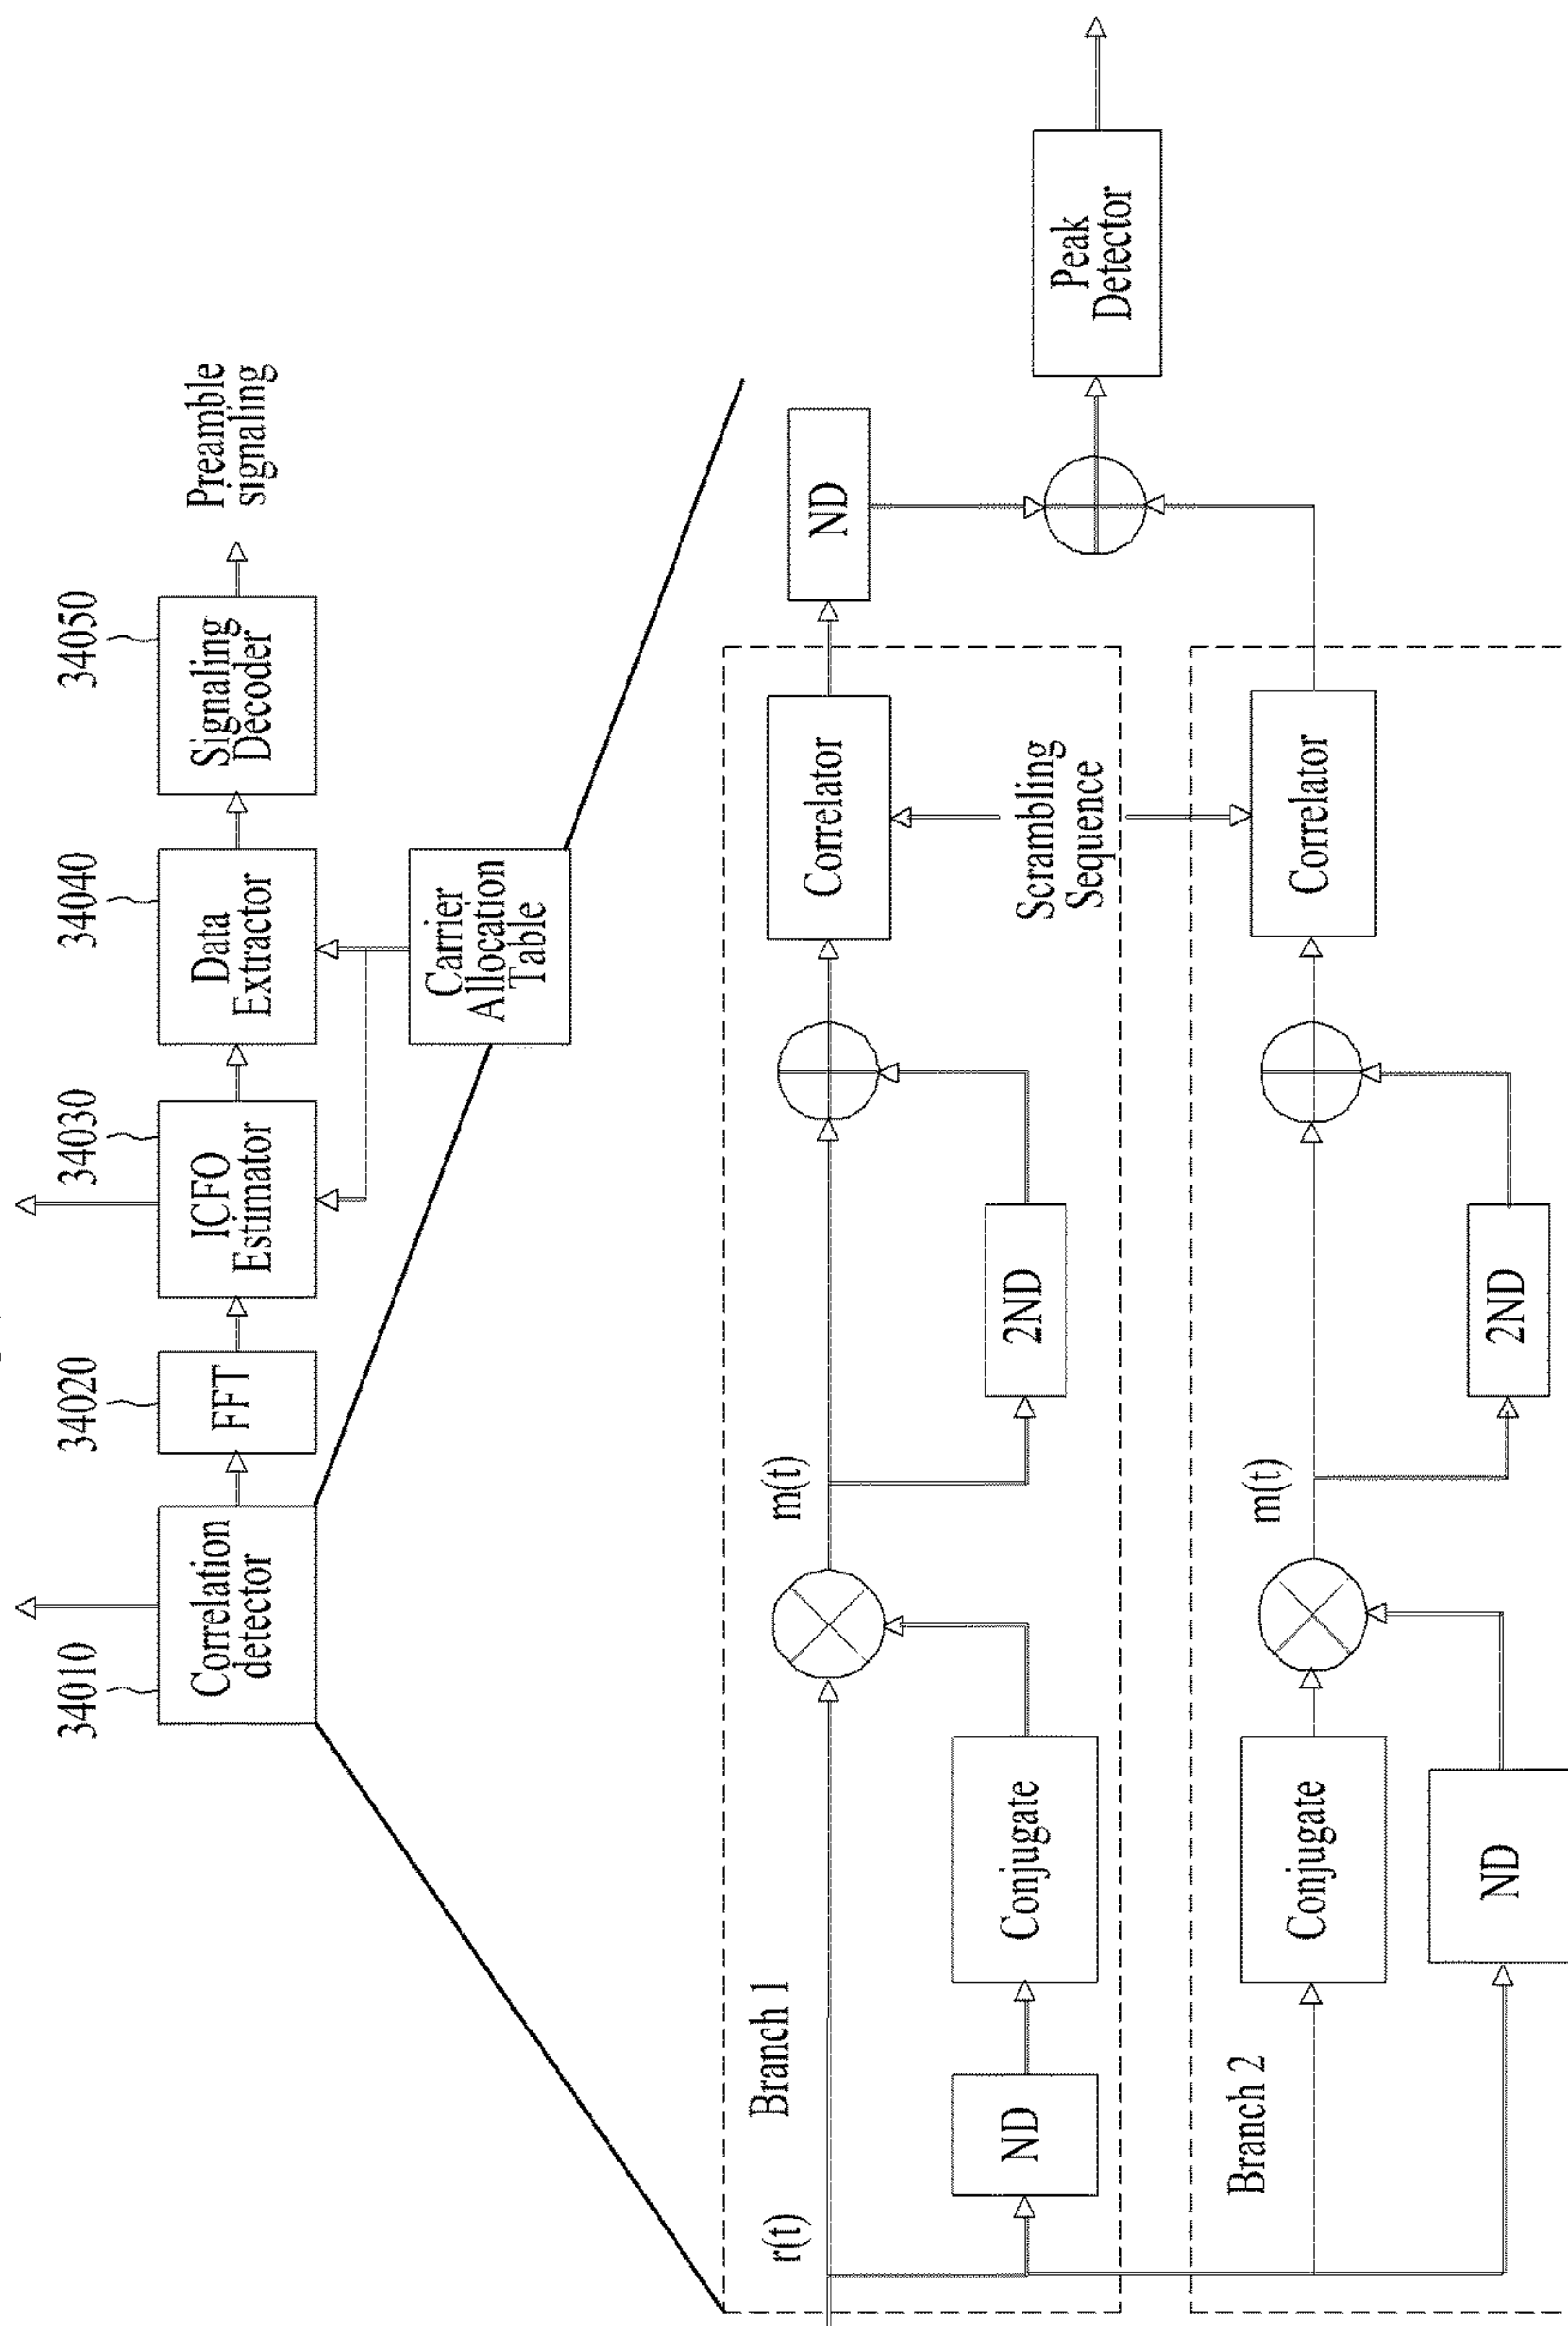 34010
34020
34030
34040
34050
Correlation
detector
FFT
ICFO
Estimator
Data
Extractor
Signaling
Decoder
Preamble
signaling
Carrier
Allocation
Table
r(t)
Branch 1
m(t)
Correlator
ND
ND
Conjugate
2ND
Scrambling
Sequence
Peak
Detector
Branch 2
Conjugate
m(t)
Correlator
ND
2ND